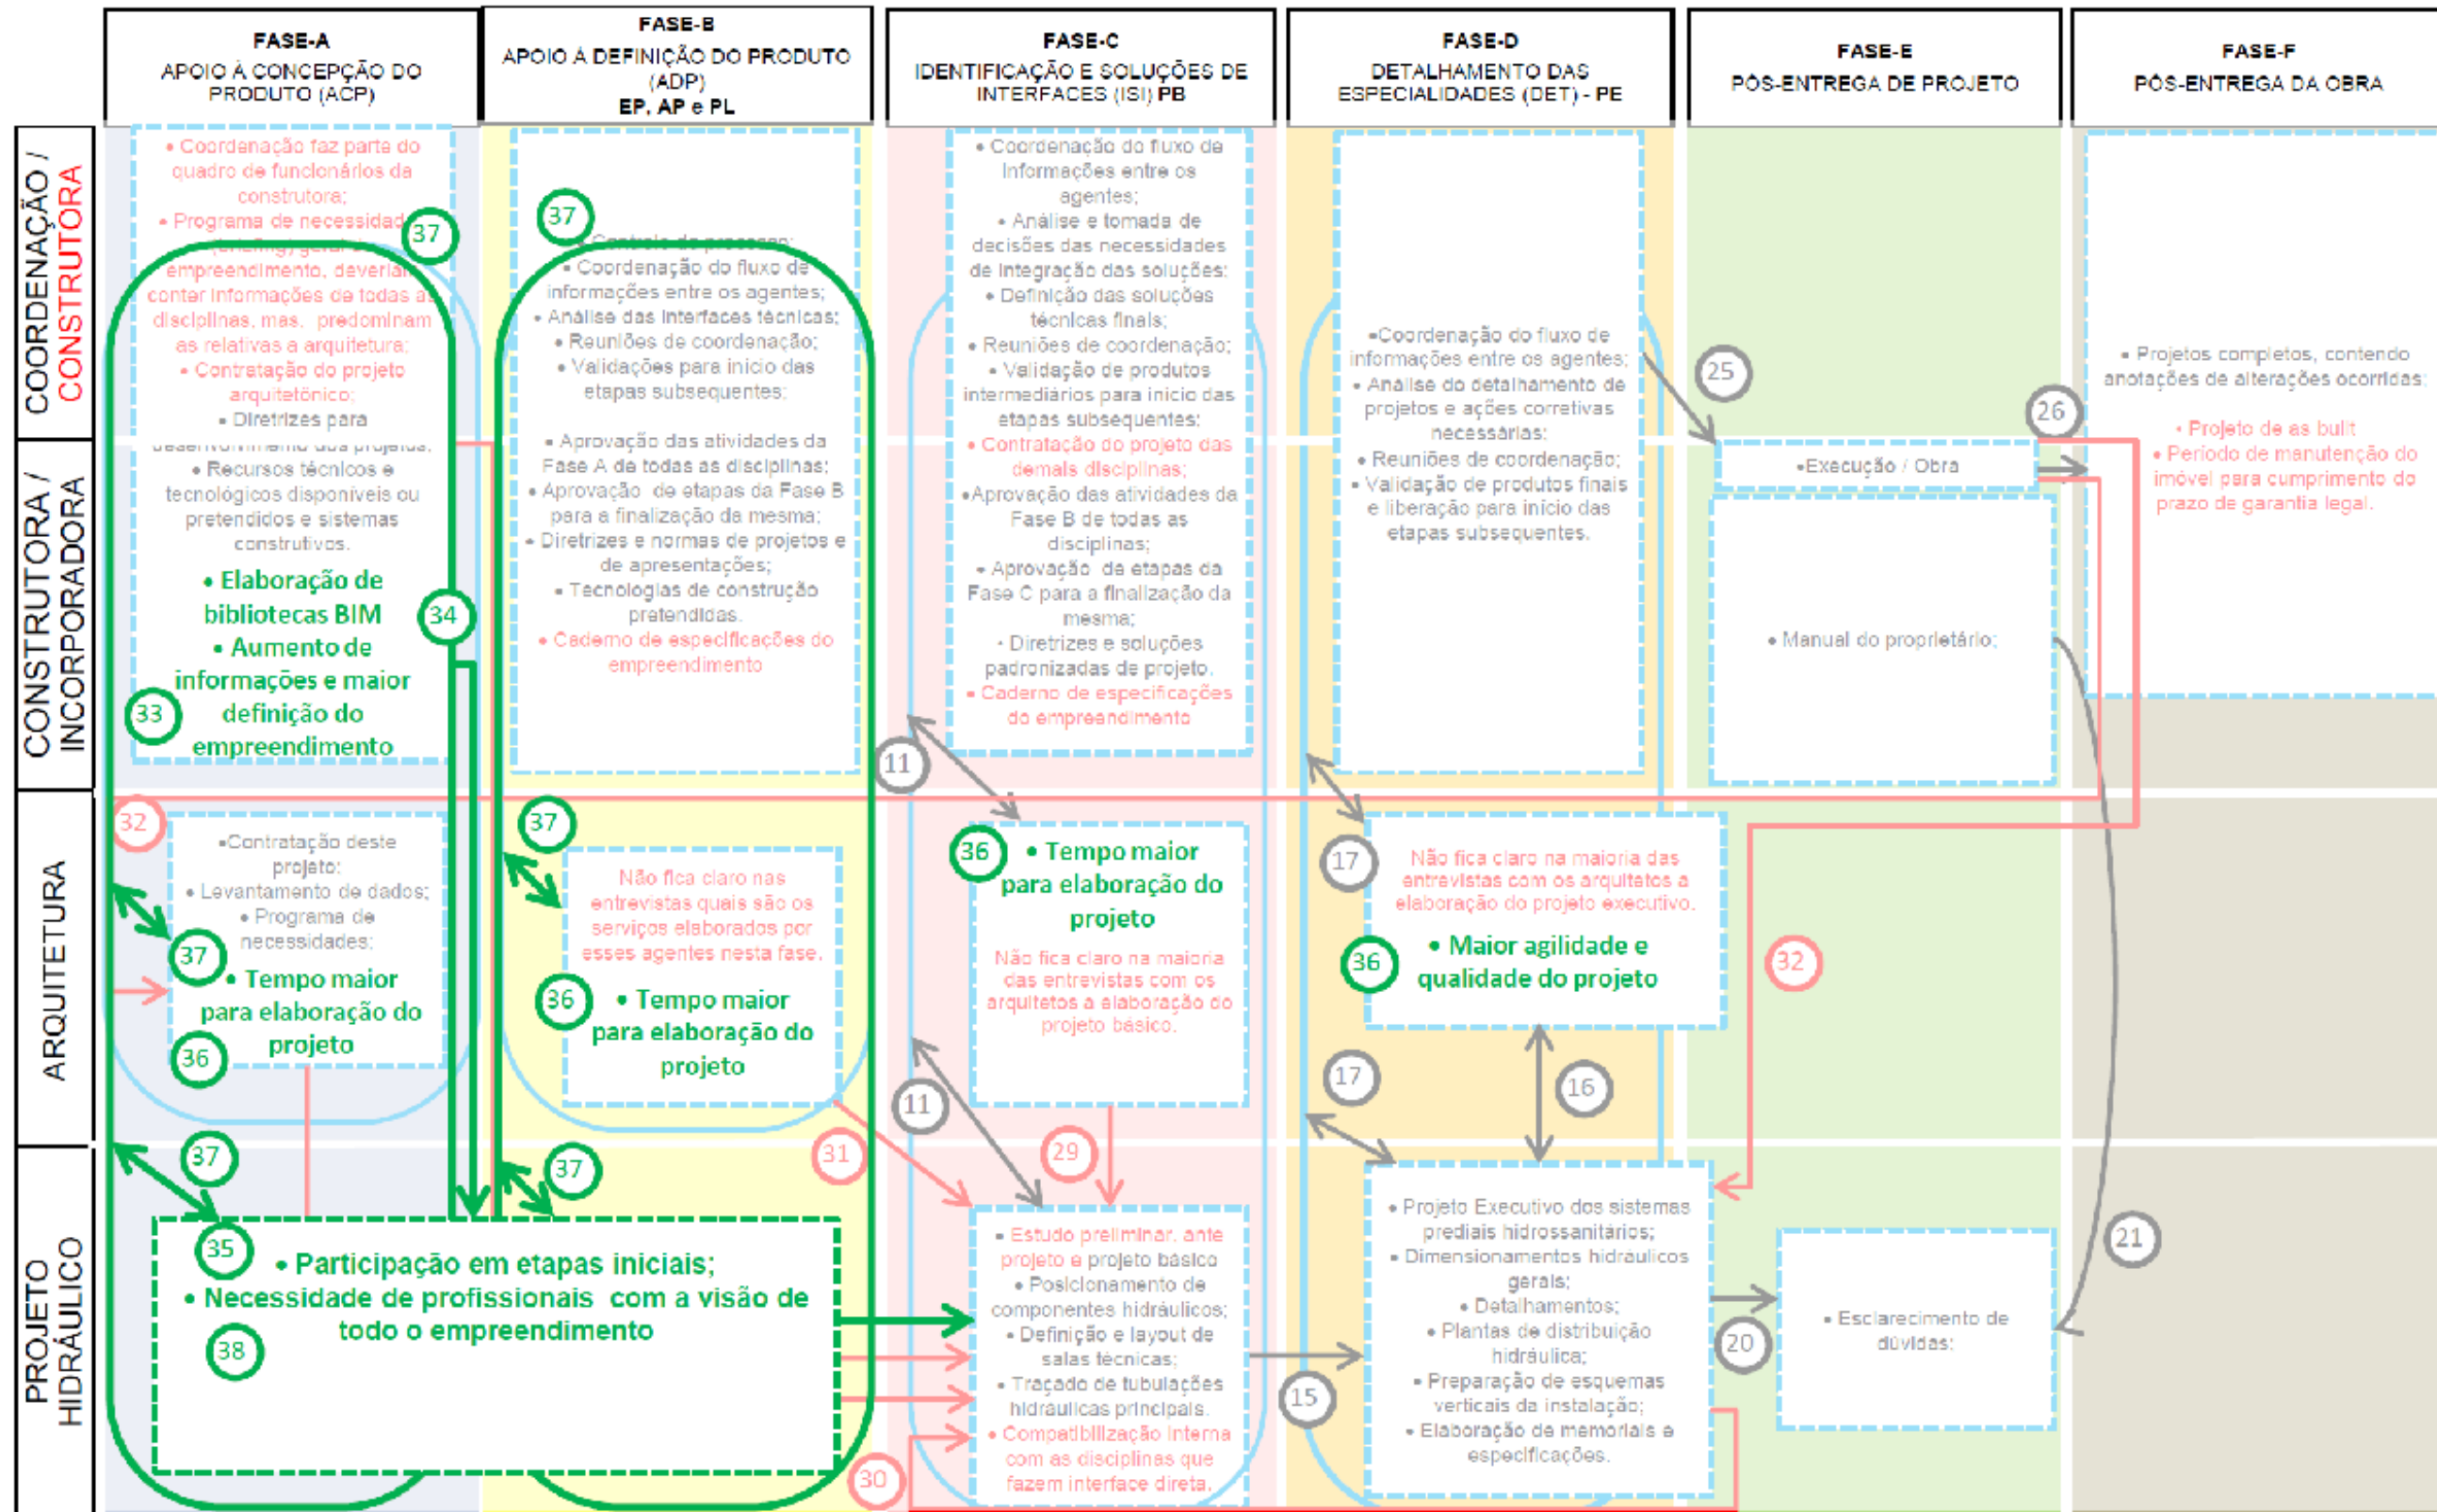 FASE-A
APOIO À CONCEPÇÃO DO
PRODUTO (ACP)
FASE-B
APOIO A DEFINIÇÃO DO PRODUTO
(ADP)
EP, AP e PL
FASE-C
IDENTIFICAÇÃO E SOLUÇÕES DE
INTERFACES (ISI) PB
FASE-D
DETALHAMENTO DAS
ESPECIALIDADES (DET) - PE
FASE-E
PÓS-ENTREGA DE PROJETO
FASE-F
PÓS-ENTREGA DA OBRA
COORDENAÇÃO /
CONSTRUTORA
• Coordenação faz parte do
quadro de funcionários da
construtora;
• Programa de
37
empreendimento, deveriam
conter informações de todas as
disciplinas, mas, predominam
as relativas a arquitetura;
• Contratação do projeto
arquitetônico;
• Diretrizes para
37
• Controle do processo;
• Coordenação do fluxo de
informações entre os agentes;
• Análise das interfaces técnicas;
• Reuniões de coordenação;
• Validações para início das
etapas subsequentes;
• Aprovação das atividades da
Fase A de todas as disciplinas;
• Aprovação de etapas da Fase B
para a finalização da mesma;
• Diretrizes e normas de projetos e
de apresentações;
• Tecnologias de construção
pretendidas.
• Caderno de especificações do
empreendimento
• Coordenação do fluxo de
Informações entre os
agentes;
• Análise e tomada de
decisões das necessidades
de integração das soluções;
• Definição das soluções
técnicas finais;
• Reuniões de coordenação;
• Validação de produtos
intermediários para início das
etapas subsequentes;
• Contratação do projeto das
demais disciplinas;
•Aprovação das atividades da
Fase B de todas as
disciplinas;
• Aprovação de etapas da
Fase C para a finalização da
mesma;
• Diretrizes e soluções
padronizadas de projeto.
• Caderno de especificações
do empreendimento
•Coordenação do fluxo de
informações entre os agentes;
• Análise do detalhamento de
projetos e ações corretivas
necessárias;
• Reuniões de coordenação;
• Validação de produtos finais
e liberação para início das
etapas subsequentes.
25
26
• Projetos completos, contendo
anotações de alterações ocorridas;
• Projeto de as built
• Período de manutenção do
imóvel para cumprimento do
prazo de garantia legal.
CONSTRUTORA /
INCORPORADORA
desenvolvimento dos projetos;
• Recursos técnicos e
tecnológicos disponíveis ou
pretendidos e sistemas
construtivos.
• Elaboração de
bibliotecas BIM
• Aumento de
informações e maior
definição do
empreendimento
33
34
11
•Execução / Obra
• Manual do proprietário;
ARQUITETURA
32
•Contratação deste
projeto;
• Levantamento de dados;
• Programa de
necessidades;
37
• Tempo maior
para elaboração do
projeto
36
37
Não fica claro nas
entrevistas quais são os
serviços elaborados por
esses agentes nesta fase.
36
• Tempo maior
para elaboração do
projeto
36
• Tempo maior
para elaboração do
projeto
Não fica claro na maioria
das entrevistas com os
arquitetos a elaboração do
projeto básico.
11
17
Não fica claro na maioria das
entrevistas com os arquitetos a
elaboração do projeto executivo.
36
• Maior agilidade e
qualidade do projeto
32
17
16
PROJETO
HIDRÁULICO
37
37
31
29
35
• Participação em etapas iniciais;
• Necessidade de profissionais com a visão de
todo o empreendimento
38
• Estudo preliminar, ante
projeto e projeto básico
• Posicionamento de
componentes hidráulicos;
• Definição e layout de
salas técnicas;
• Traçado de tubulações
hidráulicas principais.
• Compatibilização interna
com as disciplinas que
fazem interface direta.
30
15
• Projeto Executivo dos sistemas
prediais hidrossanitários;
• Dimensionamentos hidráulicos
gerais;
• Detalhamentos;
• Plantas de distribuição
hidráulica;
• Preparação de esquemas
verticais da instalação;
• Elaboração de memoriais e
especificações.
20
• Esclarecimento de
dúvidas;
21